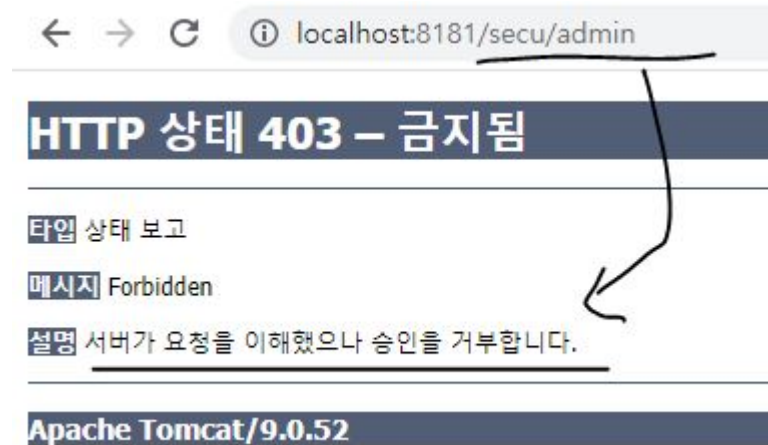 localhost:8181/secu/admin
HTTP 상태 403 – 금지됨
타입 상태 보고
메시지 Forbidden
설명 서버가 요청을 이해했으나 승인을 거부합니다.
Apache Tomcat/9.0.52